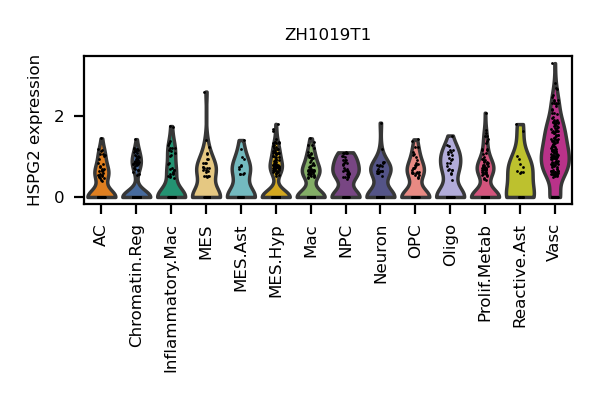 ZH1019T1
HSPG2 expression
2
0
AC
Chromatin.Reg
Inflammatory.Mac
MES
MES.Ast
MES.Hyp
Mac
NPC
Neuron
OPC
Oligo
Prolif.Metab
Reactive.Ast
Vasc